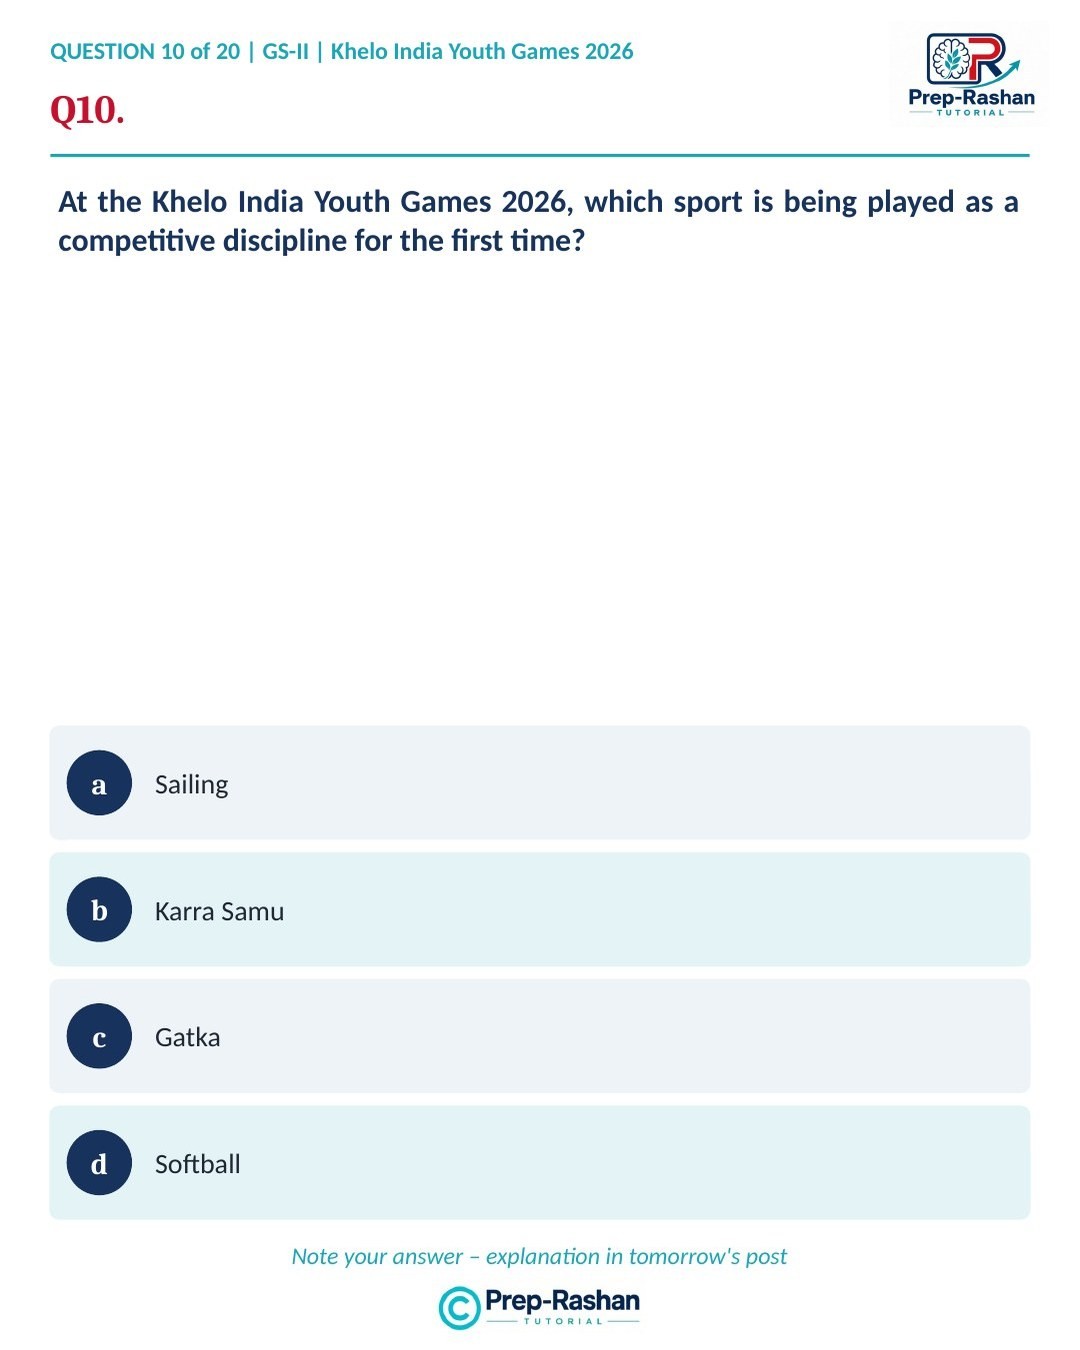 QUESTION 10 of 20 | GS-II | Khelo India Youth Games 2026
Q10.
PR
Prep-Rashan
TUTORIAL
At the Khelo India Youth Games 2026, which sport is being played as a
competitive discipline for the first time?
a Sailing
b Karra Samu
c Gatka
d Softball
Note your answer – explanation in tomorrow's post
© Prep-Rashan
TUTORIAL